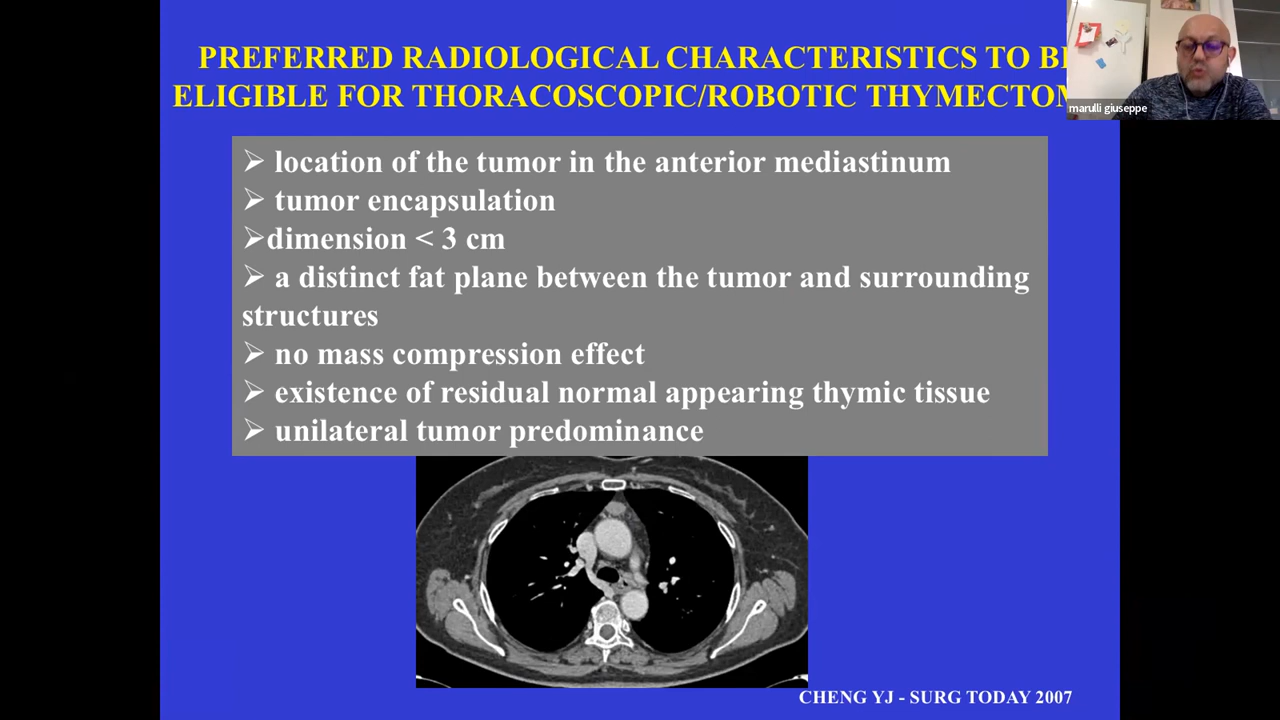 PREFERRED RADIOLOGICAL CHARACTERISTICS TO
ELIGIBLE FOR THORACOSCOPIC/ROBOTIC
marulli giuseppe
➢ location of the tumor in the anterior mediastinum
➢ tumor encapsulation
➢dimension < 3 cm
➢ a distinct fat plane between the tumor and surrounding
structures
➢ no mass compression effect
➢ existence of residual normal appearing thymic tissue
➢ unilateral tumor predominance
CHENG YJ - SURG TODAY 2007